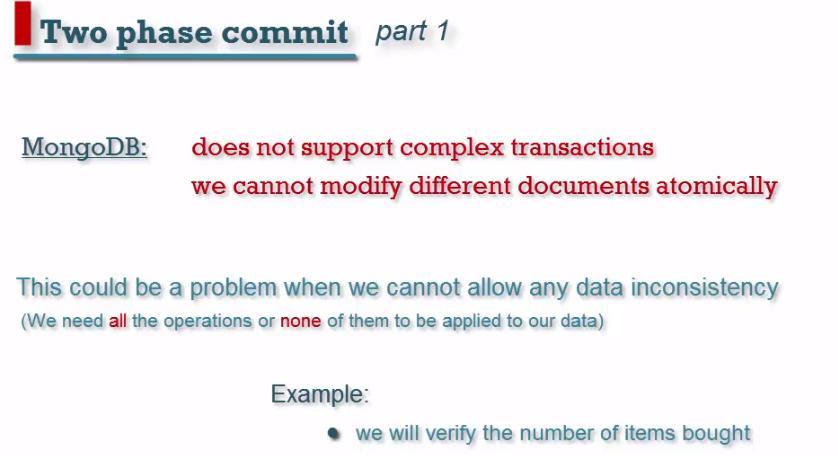 Two phase commit part 1
MongoDB: does not support complex transactions
we cannot modify different documents atomically
This could be a problem when we cannot allow any data inconsistency
(We need all the operations or none of them to be applied to our data)
Example:
• we will verify the number of items bought